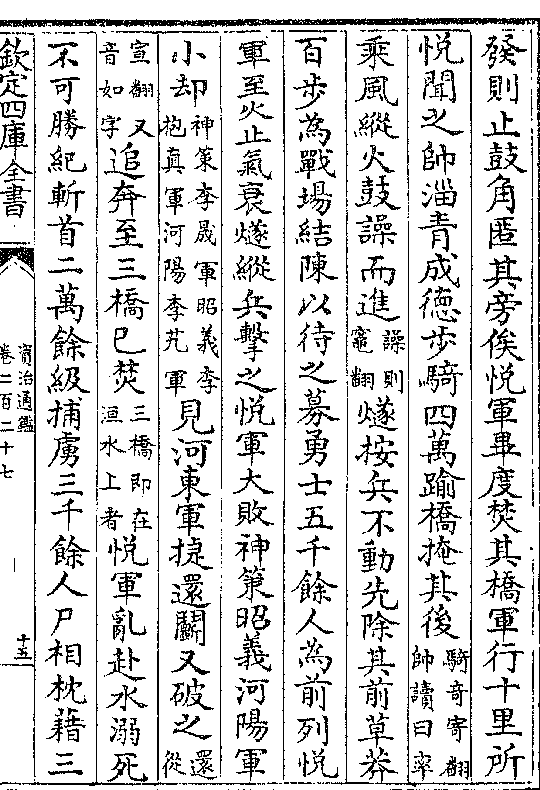 發則止鼓角匿其旁俟悅軍畢度焚其橋軍行十里所
悅聞之帥淄青成德步騎四萬踰橋掩其後騎奇寄翻帥讀曰率
乘風縱火鼓譟而進譟則竈翻燧按兵不動先除其前草莽
百步為戰場結陳以待之募勇士五千餘人為前列悅
軍至火止氣衰燧縱兵擊之悅軍大敗神策昭義河陽軍
小却神策李晟軍昭義李抱真軍河陽李艽軍見河東軍捷還鬬又破之還從
宣翻又音如字追奔至三橋巳焚三橋即在洹水上者悅軍亂赴水溺死
不可勝紀斬首二萬餘級捕虜三千餘人尸相枕藉三
欽定四庫全書
資治通鑑
卷二百二十七
十五